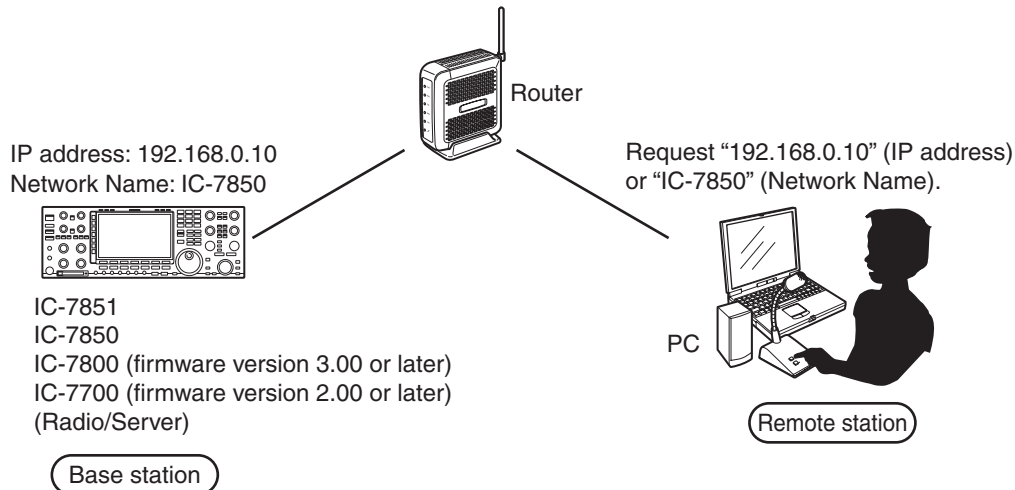 Router
IP address: 192.168.0.10
Network Name: IC-7850
Request “192.168.0.10” (IP address)
or “IC-7850” (Network Name).
IC-7851
IC-7850
IC-7800 (firmware version 3.00 or later)
IC-7700 (firmware version 2.00 or later)
(Radio/Server)
Base station
PC
Remote station